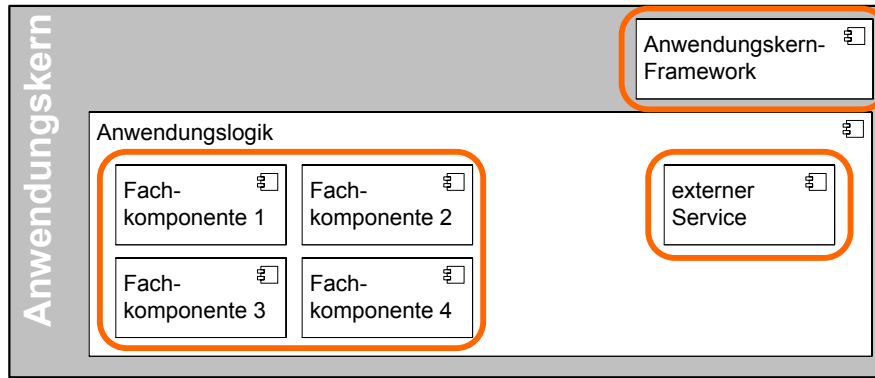 Anwendungskern
Anwendungskern-
Framework
Anwendungslogik
Fach-
komponente 1
Fach-
komponente 2
externer
Service
Fach-
komponente 3
Fach-
komponente 4